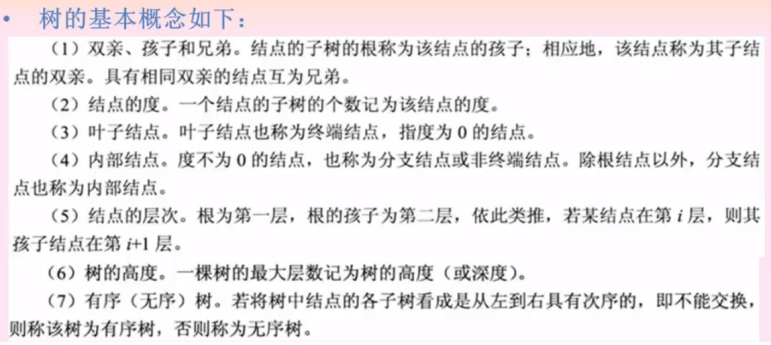 • 树的基本概念如下：
（1）双亲、孩子和兄弟。结点的子树的根称为该结点的孩子；相应地，该结点称为其子结
点的双亲。具有相同双亲的结点互为兄弟。
（2）结点的度。一个结点的子树的个数记为该结点的度。
（3）叶子结点。叶子结点也称为终端结点，指度为 0 的结点。
（4）内部结点。度不为 0 的结点，也称为分支结点或非终端结点。除根结点以外，分支结
点也称为内部结点。
（5）结点的层次。根为第一层，根的孩子为第二层，依此类推，若某结点在第 i 层，则其
孩子结点在第 i+1 层。
（6）树的高度。一棵树的最大层数记为树的高度（或深度）。
（7）有序（无序）树。若将树中结点的各子树看成是从左到右具有次序的，即不能交换，
则称该树为有序树，否则称为无序树。